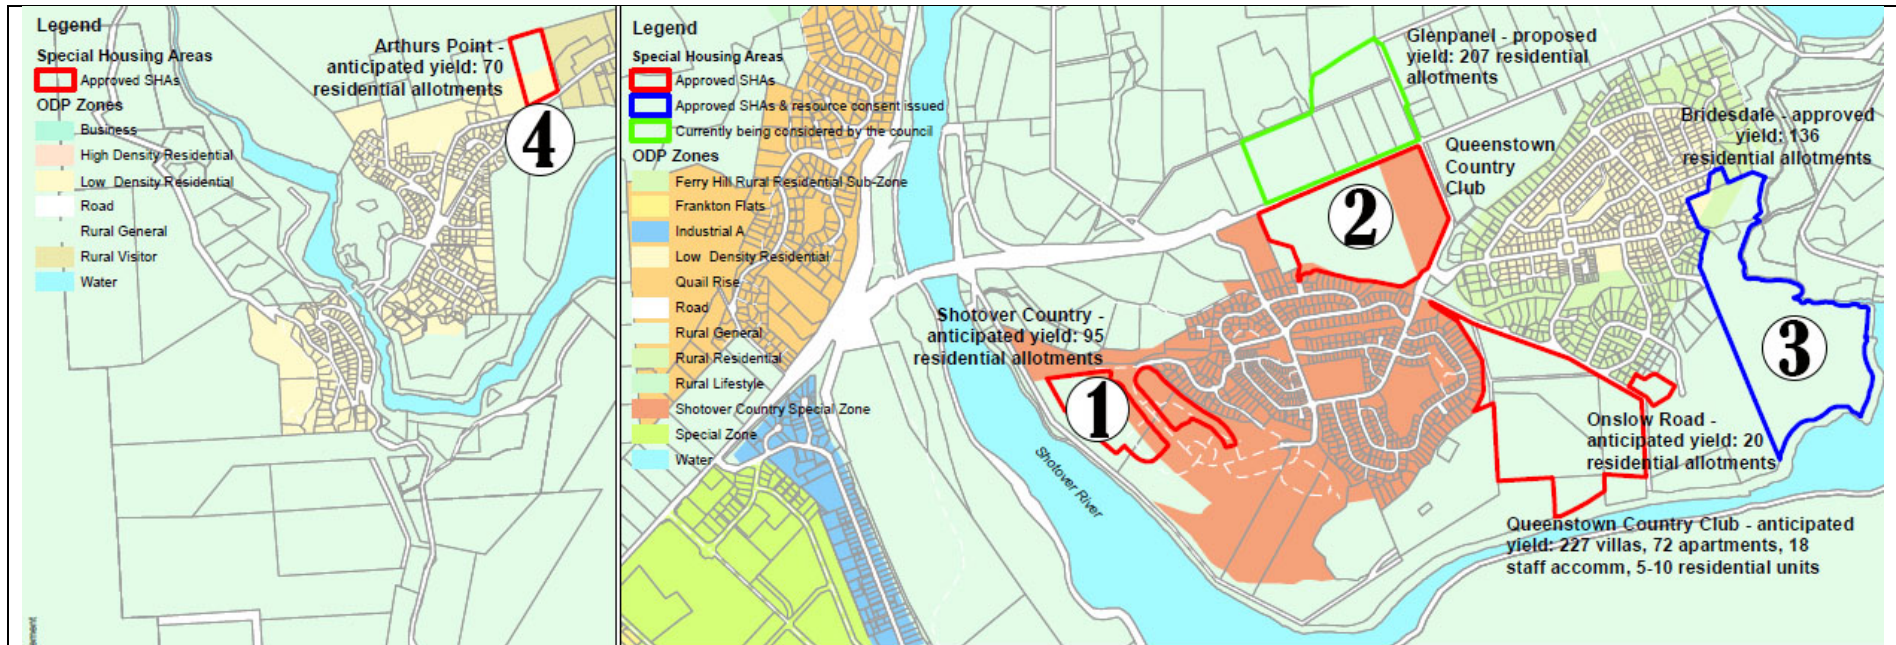 Legend
Special Housing Areas
Approved SHAs
ODP Zones
Business
High Density Residential
Low Density Residential
Road
Rural General
Rural Visitor
Water
Arthurs Point -
anticipated yield: 70
residential allotments
4
ement
Legend
Special Housing Areas
Approved SHAs
Approved SHAs & resource consent issued
Currently being considered by the council
ODP Zones
Ferry Hill Rural Residential Sub-Zone
Frankton Flats
Industrial A
Low Density Residential
Quail Rise
Road
Rural General
Rural Residential
Rural Lifestyle
Shotover Country Special Zone
Special Zone
Water
Glenpanel - proposed
yield: 207 residential
allotments
Bridesdale - approved
yield: 136
residential allotments
Queenstown
Country
Club
2
3
Shotover Country -
anticipated yield: 95
residential allotments
1
Shotover River
Onslow Road -
anticipated yield: 20
residential allotments
Queenstown Country Club - anticipated
yield: 227 villas, 72 apartments, 18
staff accomm, 5-10 residential units